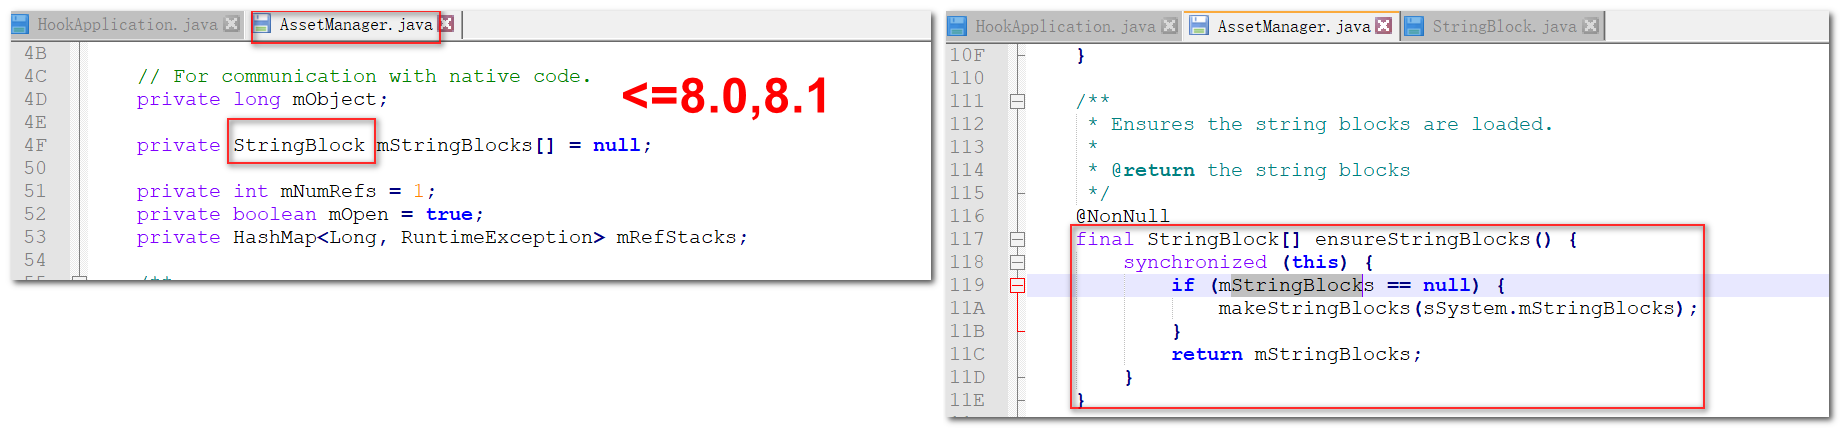 HookApplication.java AssetManager.java
4B
4C // For communication with native code.
4D private long mObject;
4E
4F private StringBlock mStringBlocks[] = null;
50
51 private int mNumRefs = 1;
52 private boolean mOpen = true;
53 private HashMap<Long, RuntimeException> mRefStacks;
54
55 /**
<=8.0,8.1
HookApplication.java AssetManager.java StringBlock.java
10F }
110
111 /**
112 * Ensures the string blocks are loaded.
113 *
114 * @return the string blocks
115 */
116 @NonNull
117 final StringBlock[] ensureStringBlocks() {
118 synchronized (this) {
119 if (mStringBlocks == null) {
11A makeStringBlocks(sSystem.mStringBlocks);
11B }
11C return mStringBlocks;
11D }
11E }